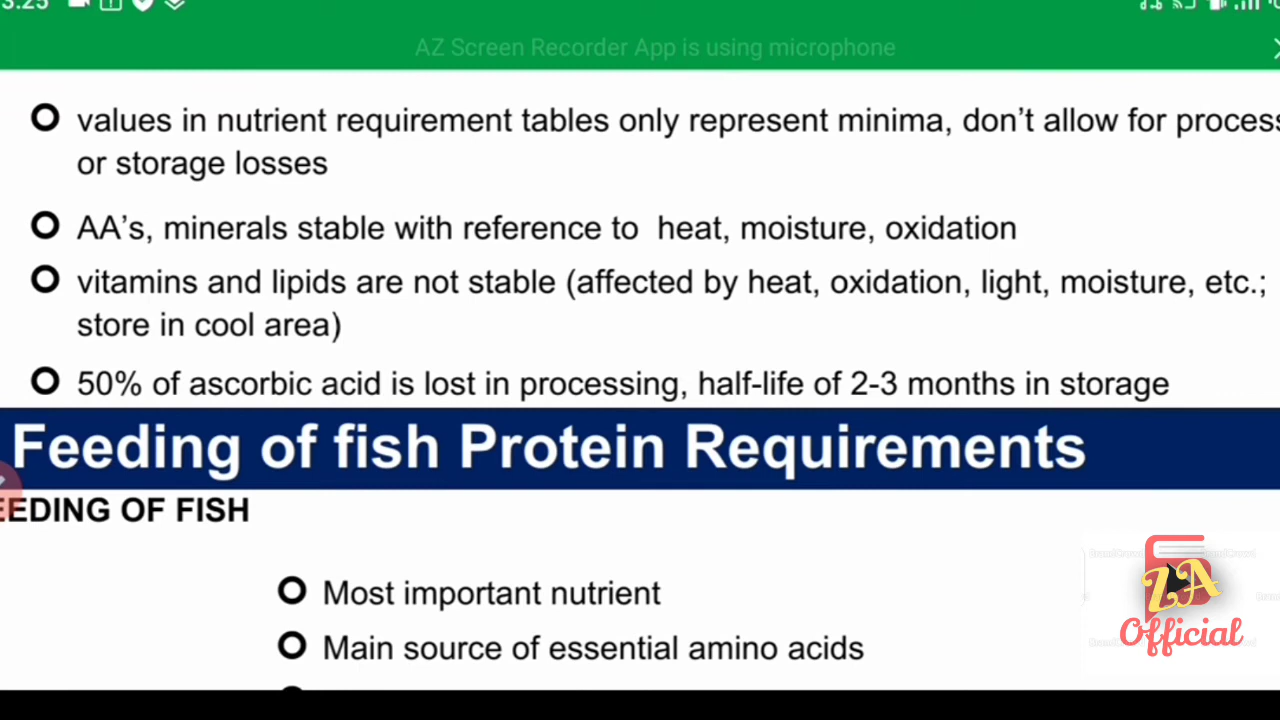 3:25
AZ Screen Recorder App is using microphone
values in nutrient requirement tables only represent minima, don't allow for process
or storage losses
AA's, minerals stable with reference to heat, moisture, oxidation
vitamins and lipids are not stable (affected by heat, oxidation, light, moisture, etc.;
store in cool area)
50% of ascorbic acid is lost in processing, half-life of 2-3 months in storage
Feeding of fish Protein Requirements
EEDING OF FISH
Most important nutrient
Main source of essential amino acids
ZA
Official